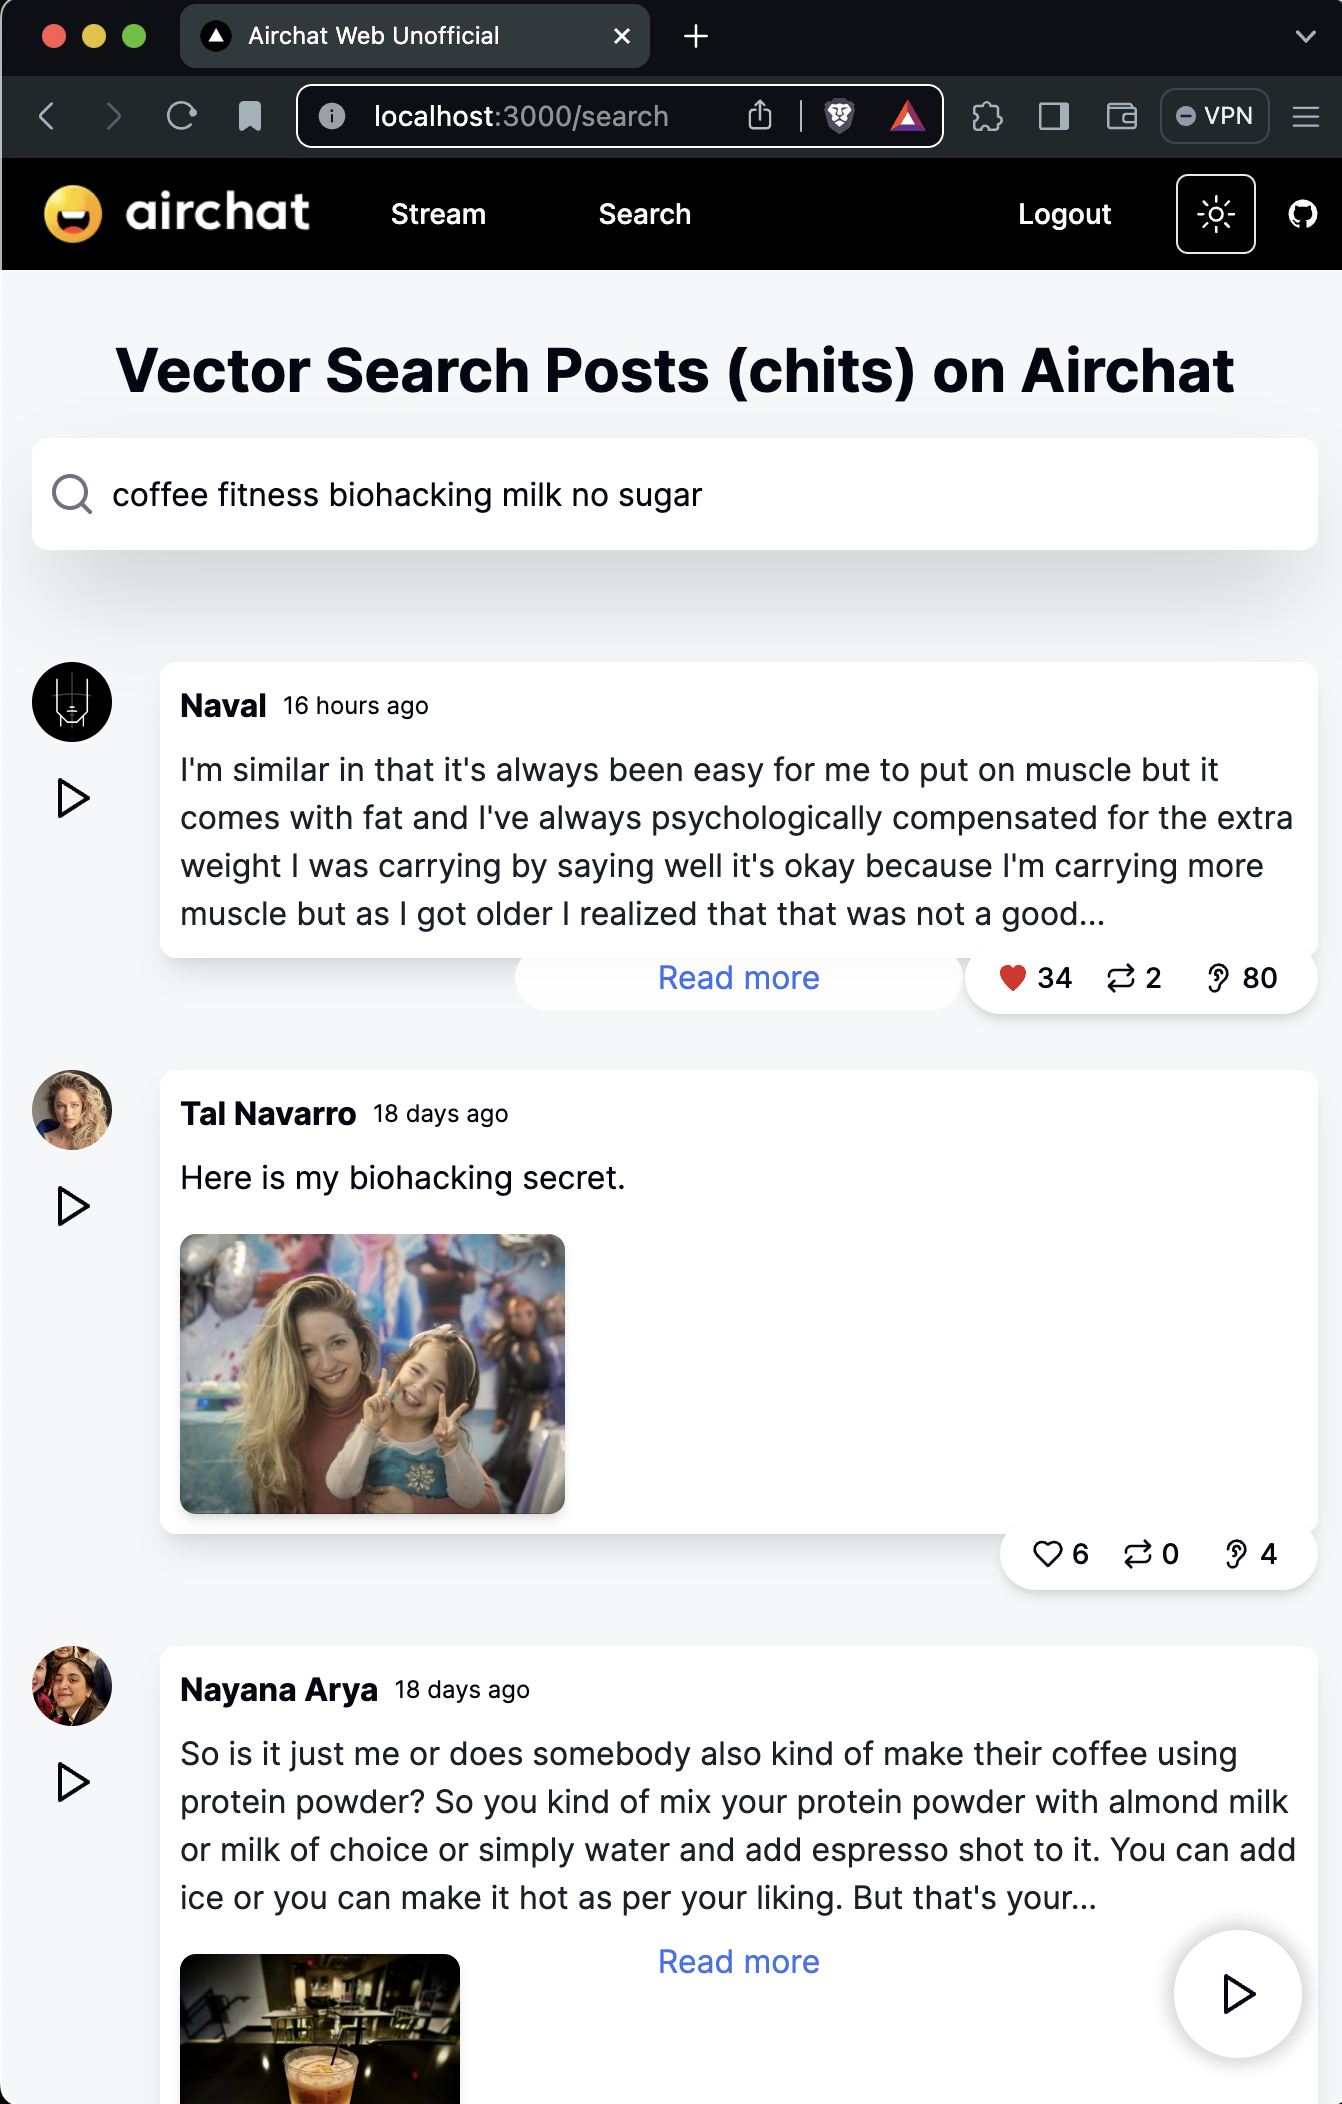 Airchat Web Unofficial
localhost:3000/search
VPN
airchat
Stream
Search
Logout
Vector Search Posts (chits) on Airchat
coffee fitness biohacking milk no sugar
Naval 16 hours ago
I'm similar in that it's always been easy for me to put on muscle but it
comes with fat and I've always psychologically compensated for the extra
weight I was carrying by saying well it's okay because I'm carrying more
muscle but as I got older I realized that that was not a good...
Read more
34 2 80
Tal Navarro 18 days ago
Here is my biohacking secret.
6 0 4
Nayana Arya 18 days ago
So is it just me or does somebody also kind of make their coffee using
protein powder? So you kind of mix your protein powder with almond milk
or milk of choice or simply water and add espresso shot to it. You can add
ice or you can make it hot as per your liking. But that's your...
Read more